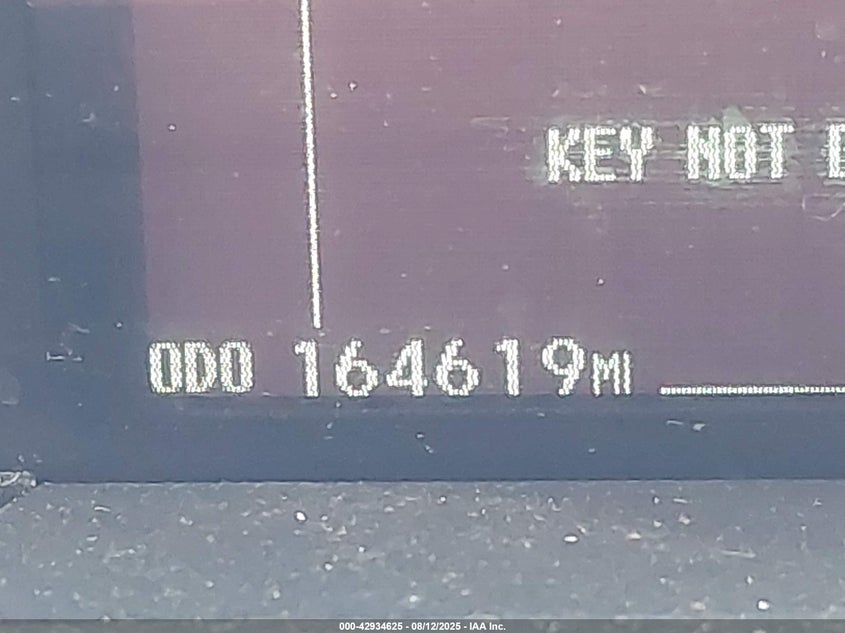 KEY NOT
ODO 164619MI
000-42934625 - 08/12/2025 - IAA Inc.